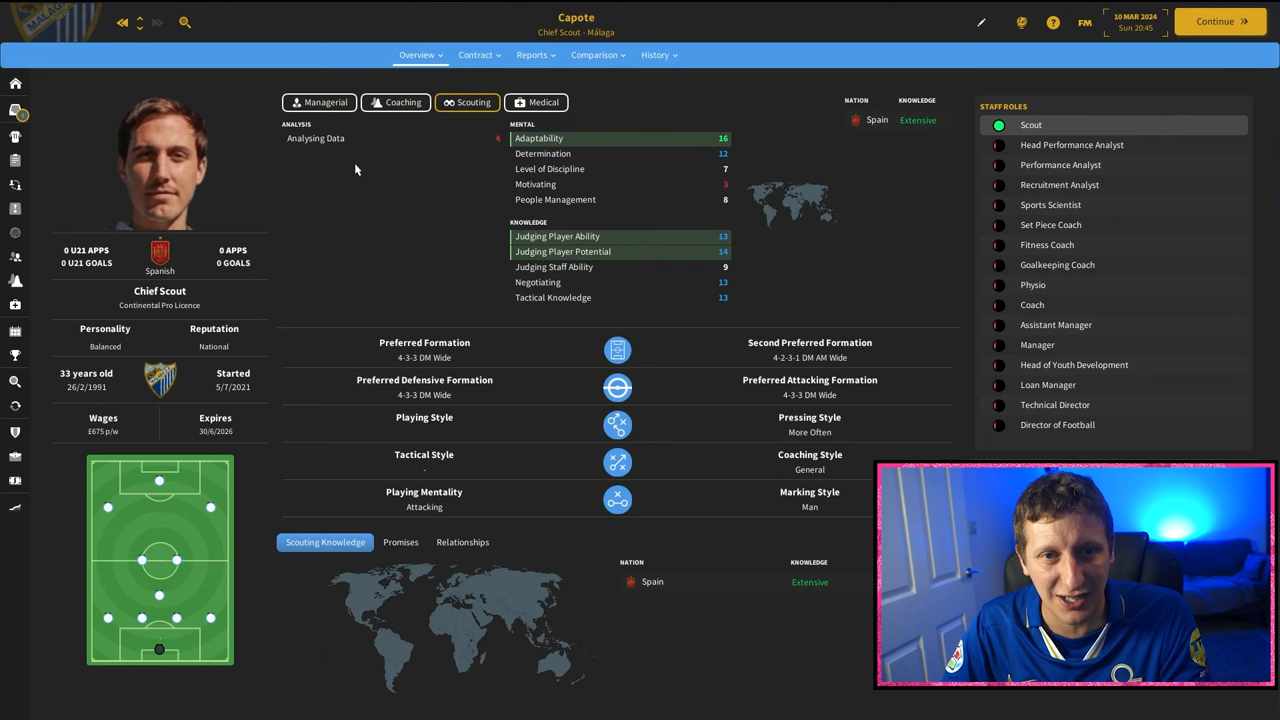 Capote
Chief Scout - Málaga
FM
10 MAR 2024
Sun 20:45
Continue
Overview
Contract
Reports
Comparison
History
Managerial
Coaching
Scouting
Medical
ANALYSIS
Analysing Data 4
MENTAL
Adaptability 16
Determination 12
Level of Discipline 7
Motivating 3
People Management 8
KNOWLEDGE
Judging Player Ability 13
Judging Player Potential 14
Judging Staff Ability 9
Negotiating 13
Tactical Knowledge 13
NATION KNOWLEDGE
Spain Extensive
STAFF ROLES
Scout
Head Performance Analyst
Performance Analyst
Recruitment Analyst
Sports Scientist
Set Piece Coach
Fitness Coach
Goalkeeping Coach
Physio
Coach
Assistant Manager
Manager
Head of Youth Development
Loan Manager
Technical Director
Director of Football
0 U21 APPS
0 U21 GOALS
Spanish
0 APPS
0 GOALS
Chief Scout
Continental Pro Licence
Personality
Balanced
Reputation
National
33 years old
26/2/1991
Started
5/7/2021
Wages
£675 p/w
Expires
30/6/2026
Preferred Formation
4-3-3 DM Wide
Second Preferred Formation
4-2-3-1 DM AM Wide
Preferred Defensive Formation
4-3-3 DM Wide
Preferred Attacking Formation
4-3-3 DM Wide
Playing Style
Pressing Style
More Often
Tactical Style
-
Coaching Style
General
Playing Mentality
Attacking
Marking Style
Man
Scouting Knowledge
Promises
Relationships
NATION KNOWLEDGE
Spain Extensive